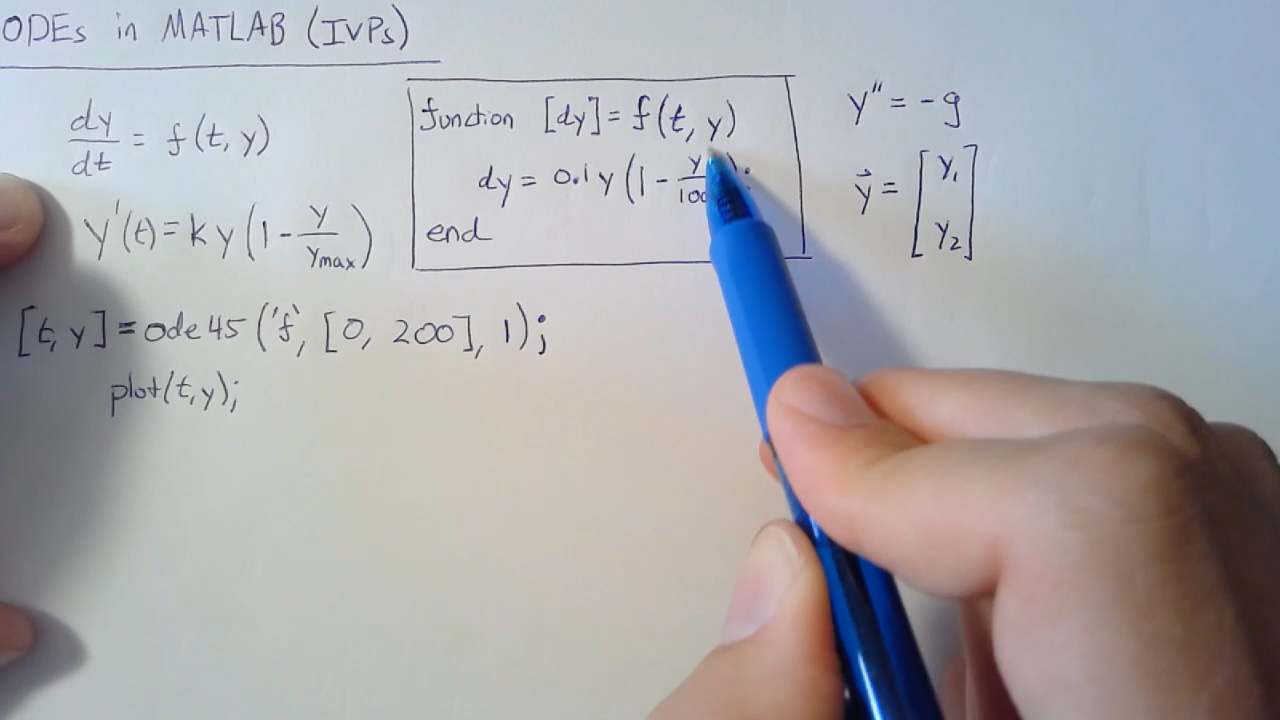 ODEs in MATLAB (IVPs)
dy/dt = f(t, y)
y'(t) = k y (1 - y/ymax)
function [dy] = f(t, y)
dy = 0.1 y (1 - y/100);
end
y'' = -g
y⃗ = [y₁
y₂]
[t, y] = ode45 ('f', [0, 200], 1);
plot(t, y);